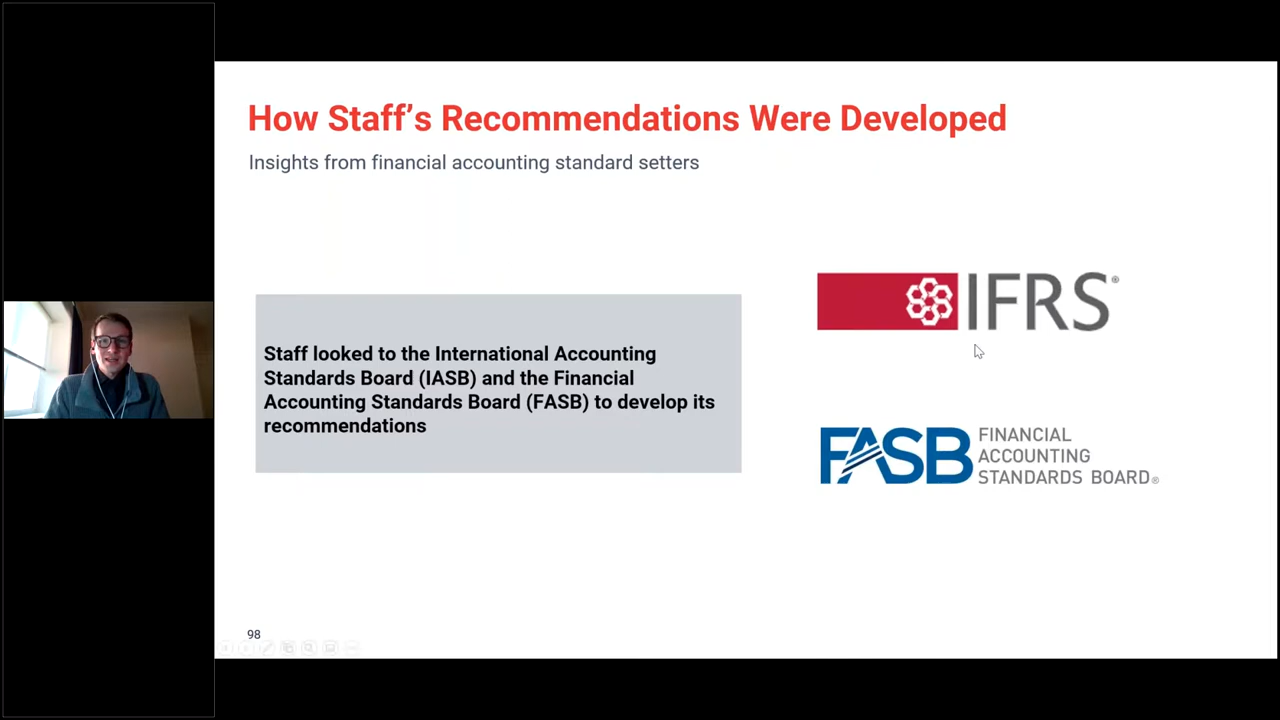 How Staff’s Recommendations Were Developed
Insights from financial accounting standard setters
Staff looked to the International Accounting
Standards Board (IASB) and the Financial
Accounting Standards Board (FASB) to develop its
recommendations
IFRS®
FASB FINANCIAL
ACCOUNTING
STANDARDS BOARD®
98